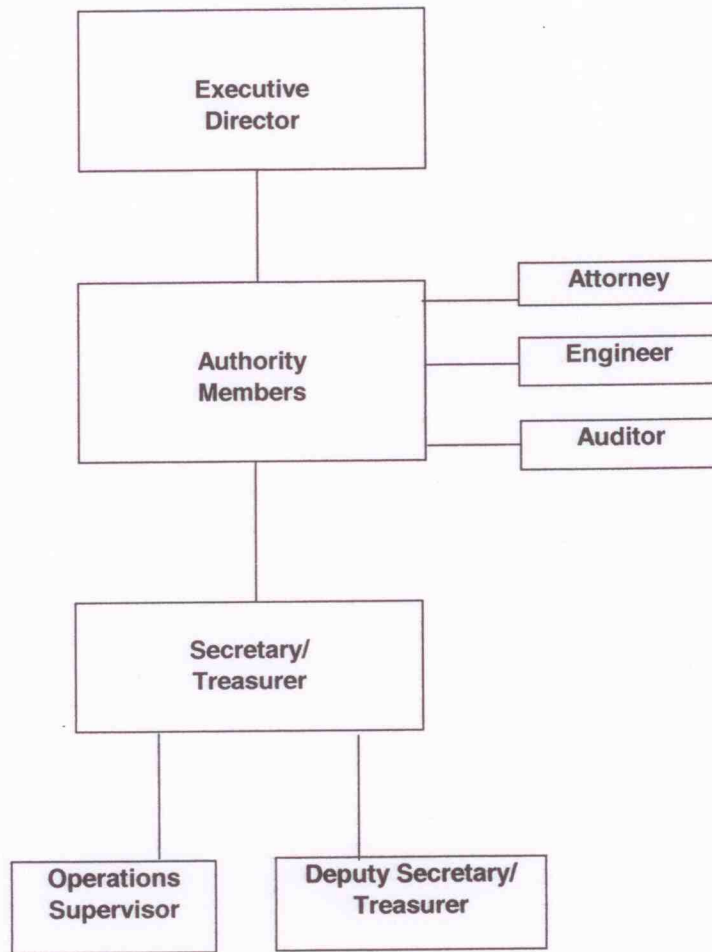 Executive
Director
Authority
Members
Attorney
Engineer
Auditor
Secretary/
Treasurer
Operations
Supervisor
Deputy Secretary/
Treasurer